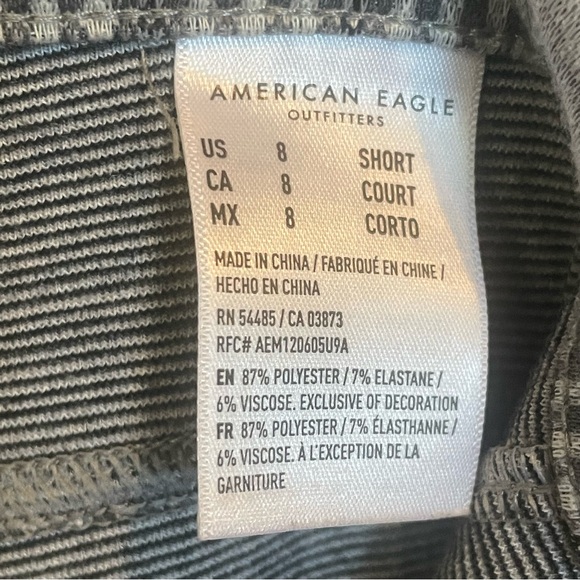 AMERICAN EAGLE
OUTFITTERS
US 8 SHORT
CA 8 COURT
MX 8 CORTO
MADE IN CHINA / FABRIQUÉ EN CHINE /
HECHO EN CHINA
RN 54485 / CA 03873
RFC# AEM120605U9A
EN 87% POLYESTER / 7% ELASTANE /
6% VISCOSE. EXCLUSIVE OF DECORATION
FR 87% POLYESTER / 7% ÉLASTHANNE /
6% VISCOSE. À L'EXCEPTION DE LA
GARNITURE